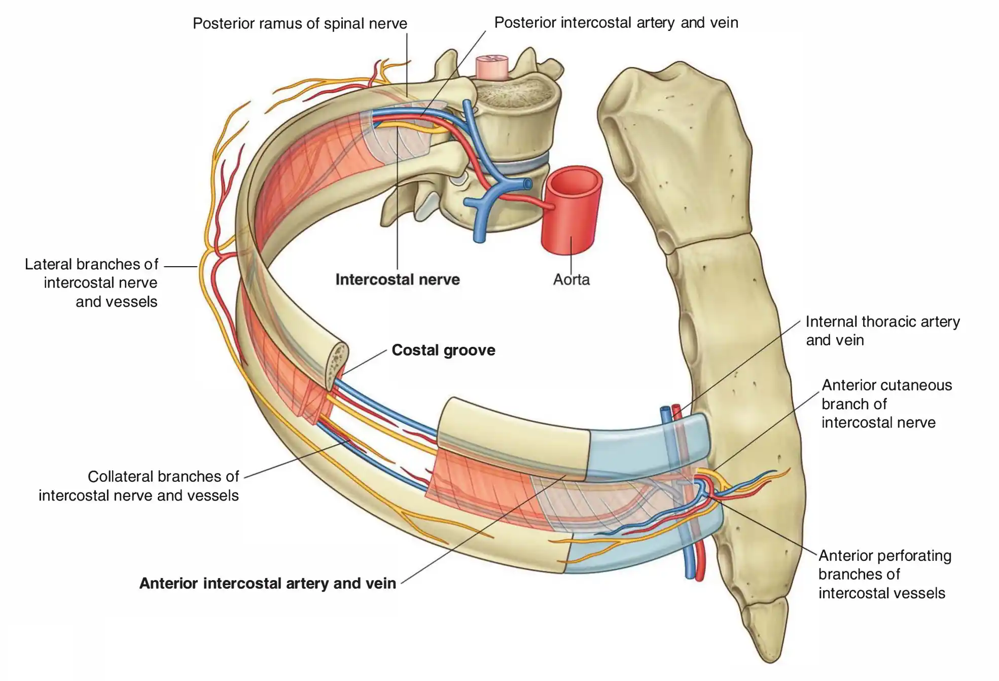 Posterior ramus of spinal nerve
Posterior intercostal artery and vein
Lateral branches of
intercostal nerve
and vessels
Intercostal nerve
Aorta
Internal thoracic artery
and vein
Costal groove
Anterior cutaneous
branch of
intercostal nerve
Collateral branches of
intercostal nerve and vessels
Anterior perforating
branches of
intercostal vessels
Anterior intercostal artery and vein